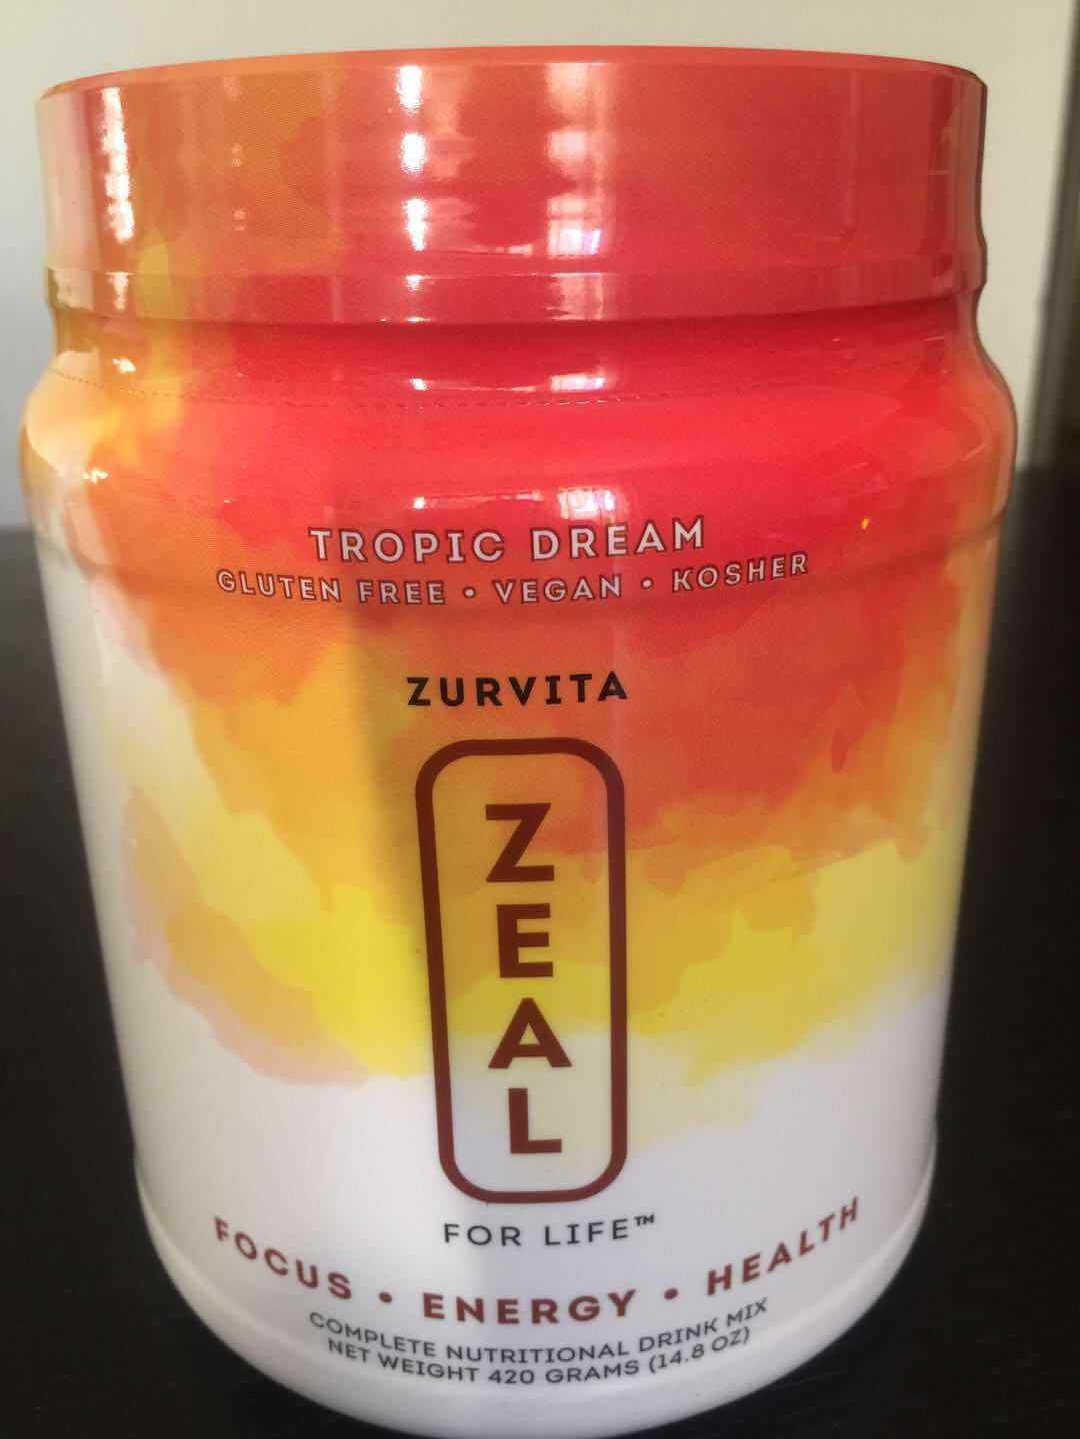 TROPIC DREAM
GLUTEN FREE • VEGAN • KOSHER
ZURVITA
ZEAL
FOR LIFE™
FOCUS • ENERGY • HEALTH
COMPLETE NUTRITIONAL DRINK MIX
NET WEIGHT 420 GRAMS (14.8 OZ)